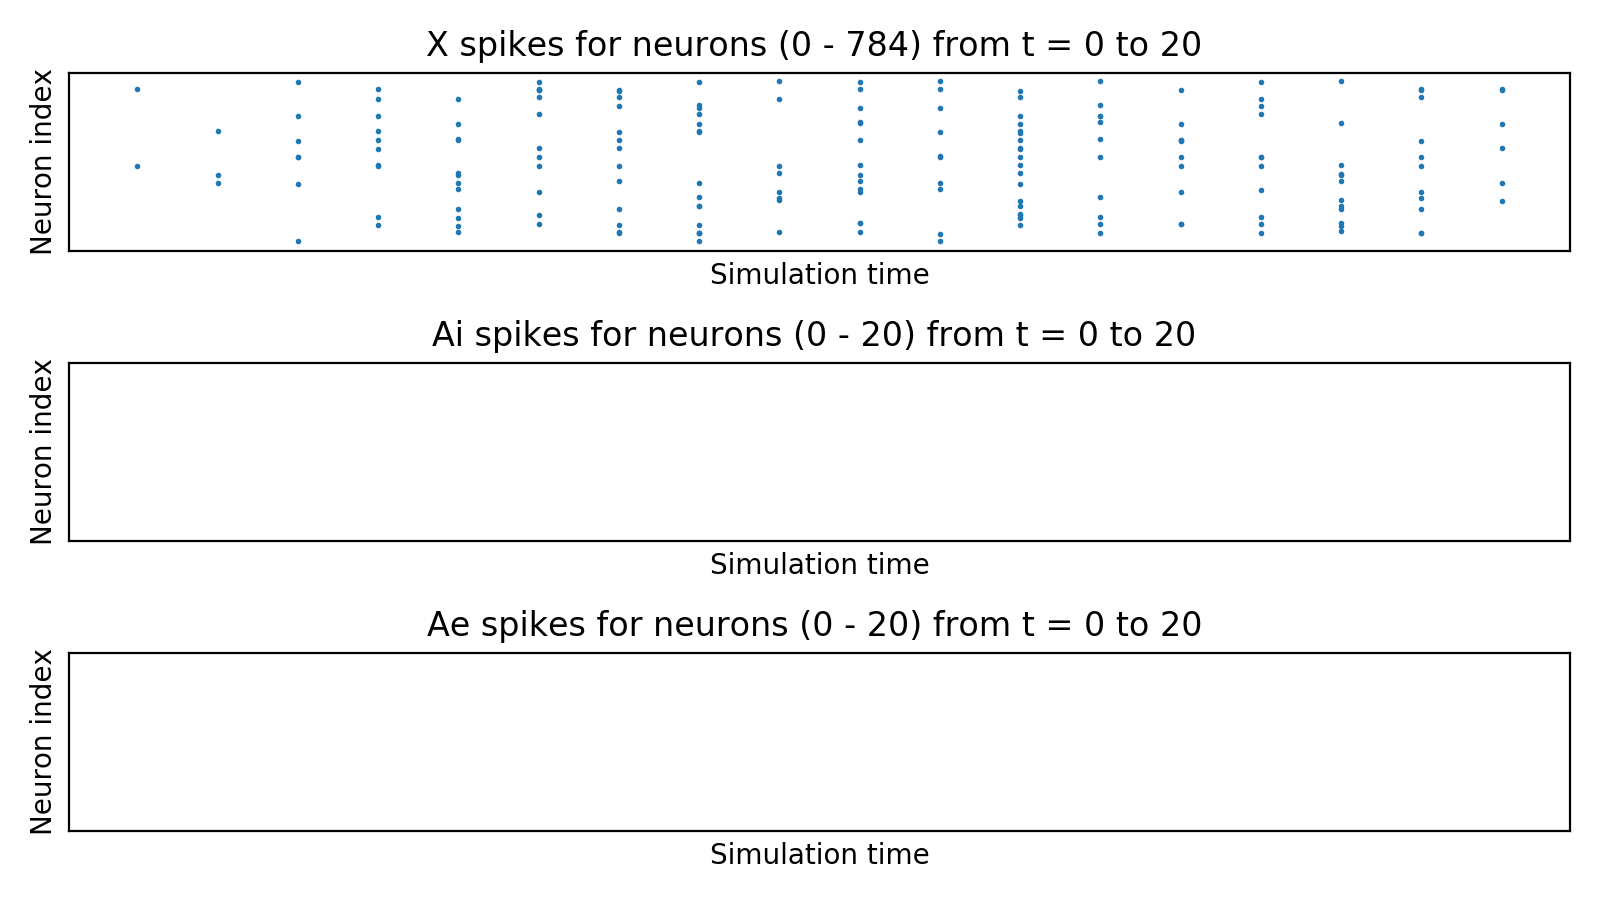 X spikes for neurons (0 - 784) from t = 0 to 20
Neuron index
Simulation time
Ai spikes for neurons (0 - 20) from t = 0 to 20
Neuron index
Simulation time
Ae spikes for neurons (0 - 20) from t = 0 to 20
Neuron index
Simulation time